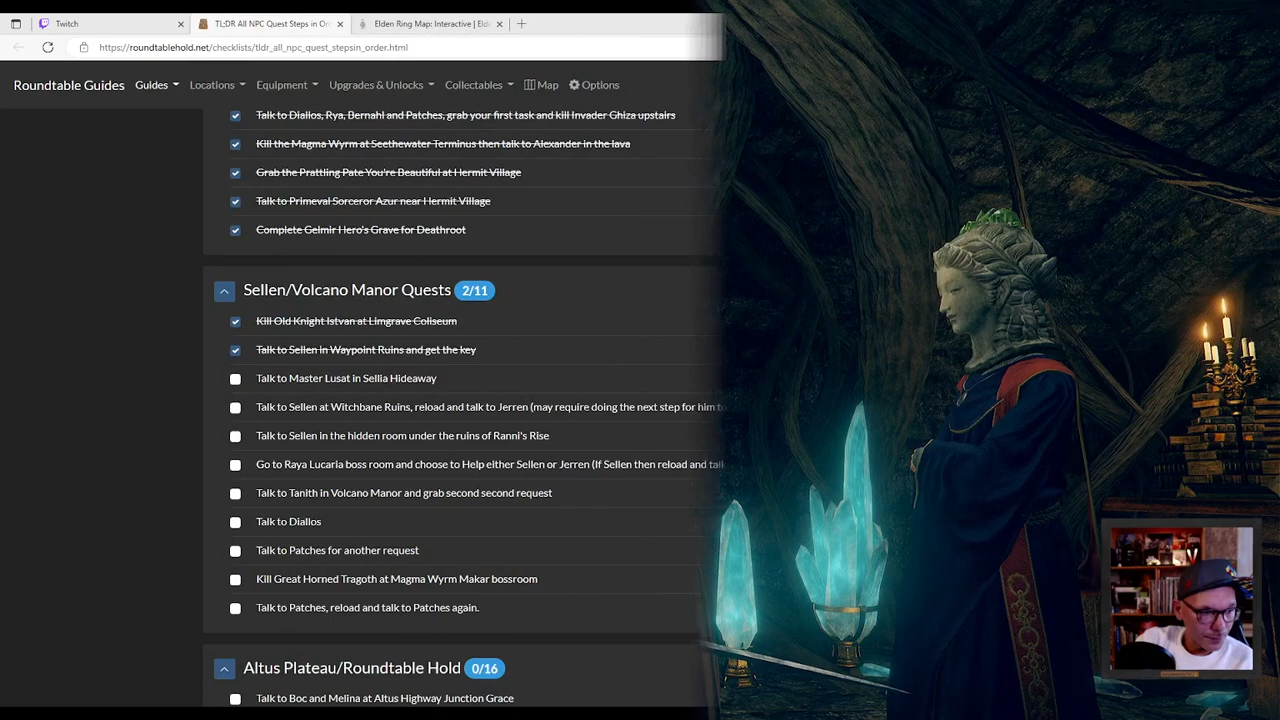 Twitch
TL;DR All NPC Quest Steps in Or
Elden Ring Map: Interactive | Eld
https://roundtablehold.net/checklists/tldr_all_npc_quest_stepsin_order.html
Roundtable Guides Guides Locations Equipment Upgrades & Unlocks Collectables Map Options
Talk to Diallos, Rya, Bernahl and Patches, grab your first task and kill Invader Ghiza upstairs
Kill the Magma Wyrm at Seethewater Terminus then talk to Alexander in the lava
Grab the Prattling Pate You're Beautiful at Hermit Village
Talk to Primeval Sorceror Azur near Hermit Village
Complete Gelmir Hero's Grave for Deathroot
Sellen/Volcano Manor Quests 2/11
Kill Old Knight Istvan at Limgrave Coliseum
Talk to Sellen in Waypoint Ruins and get the key
Talk to Master Lusat in Sellia Hideaway
Talk to Sellen at Witchbane Ruins, reload and talk to Jerren (may require doing the next step for him to
Talk to Sellen in the hidden room under the ruins of Ranni's Rise
Go to Raya Lucaria boss room and choose to Help either Sellen or Jerren (If Sellen then reload and talk
Talk to Tanith in Volcano Manor and grab second second request
Talk to Diallos
Talk to Patches for another request
Kill Great Horned Tragoth at Magma Wyrm Makar bossroom
Talk to Patches, reload and talk to Patches again.
Altus Plateau/Roundtable Hold 0/16
Talk to Boc and Melina at Altus Highway Junction Grace